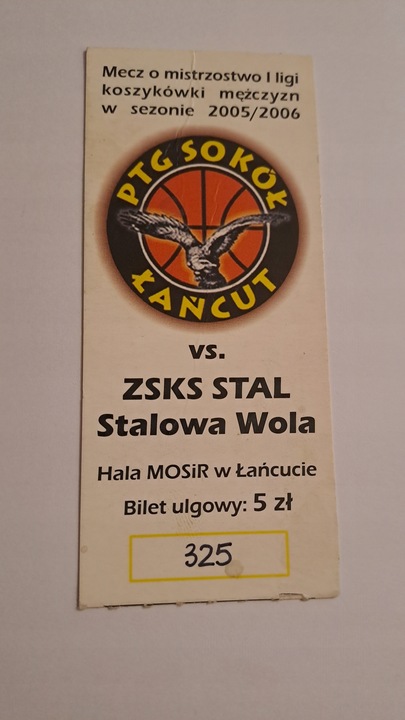 Mecz o mistrzostwo I ligi
koszykówki mężczyzn
w sezonie 2005/2006
PTG SOKÓŁ
ŁAŃCUT
vs.
ZSKS STAL
Stalowa Wola
Hala MOSiR w Łańcucie
Bilet ulgowy: 5 zł
325